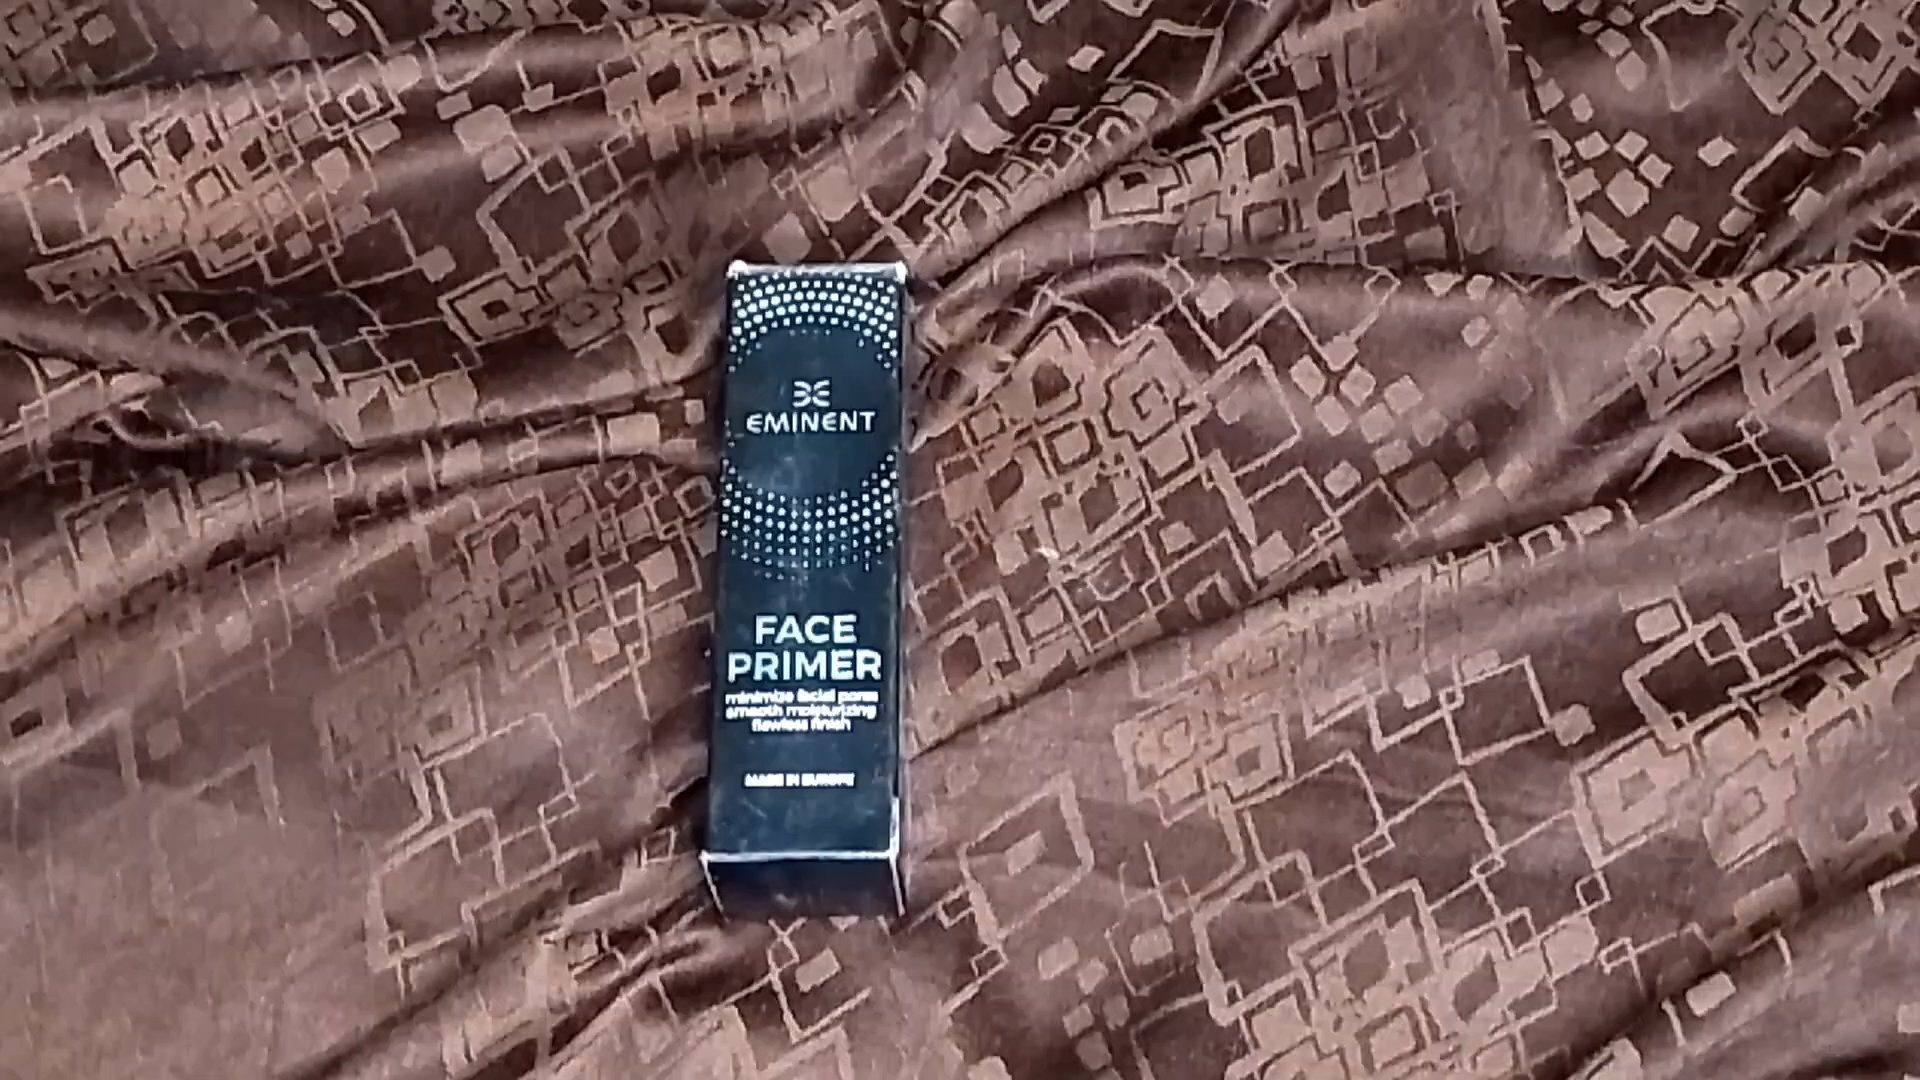 EMINENT
FACE
PRIMER
minimize facial pores
smooth moisturizing
flawless finish
MADE IN EUROPE